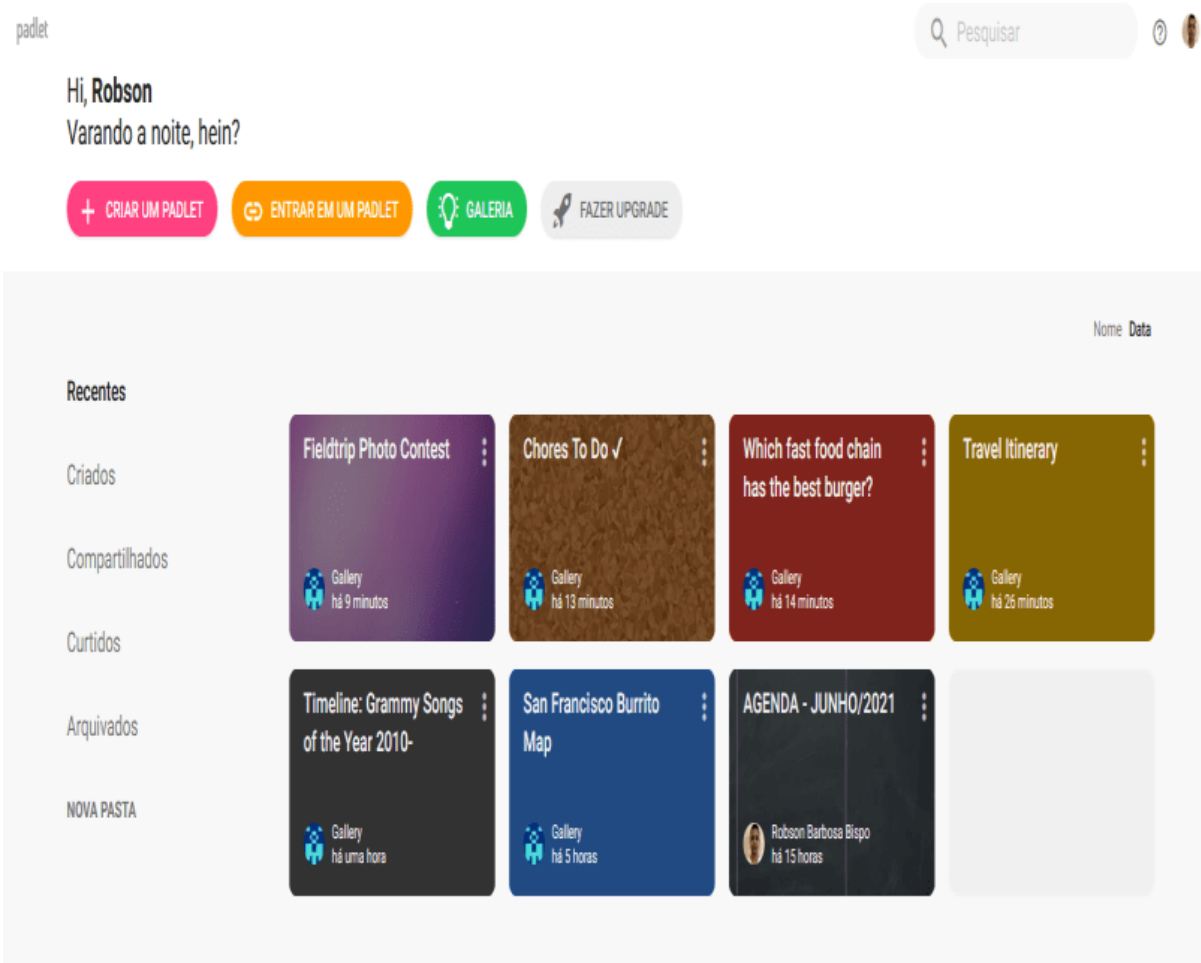 padlet
Pesquisar
Hi, Robson
Varando a noite, hein?
CRIAR UM PADLET
ENTRAR EM UM PADLET
GALERIA
FAZER UPGRADE
Nome Data
Recentes
Criados
Compartilhados
Curtidos
Arquivados
NOVA PASTA
Fieldtrip Photo Contest
Gallery
há 9 minutos
Chores To Do ✓
Gallery
há 13 minutos
Which fast food chain
has the best burger?
Gallery
há 14 minutos
Travel Itinerary
Gallery
há 26 minutos
Timeline: Grammy Songs
of the Year 2010-
Gallery
há uma hora
San Francisco Burrito
Map
Gallery
há 5 horas
AGENDA - JUNHO/2021
Robson Barbosa Bispo
há 15 horas